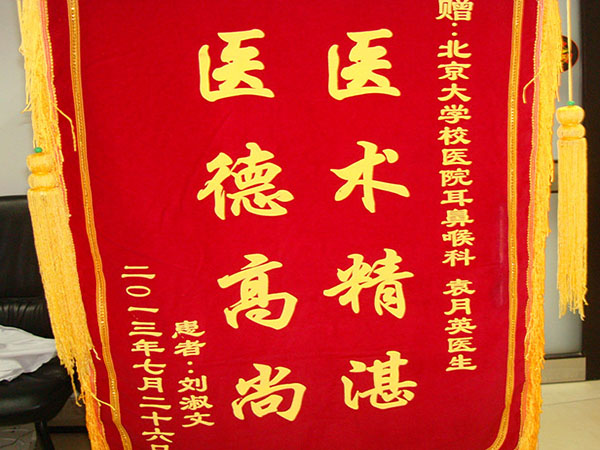 赠:北京大学校医院耳鼻喉科 袁月英医生
医术精湛
医德高尚
患者:刘淑文
二〇一三年七月二十六日